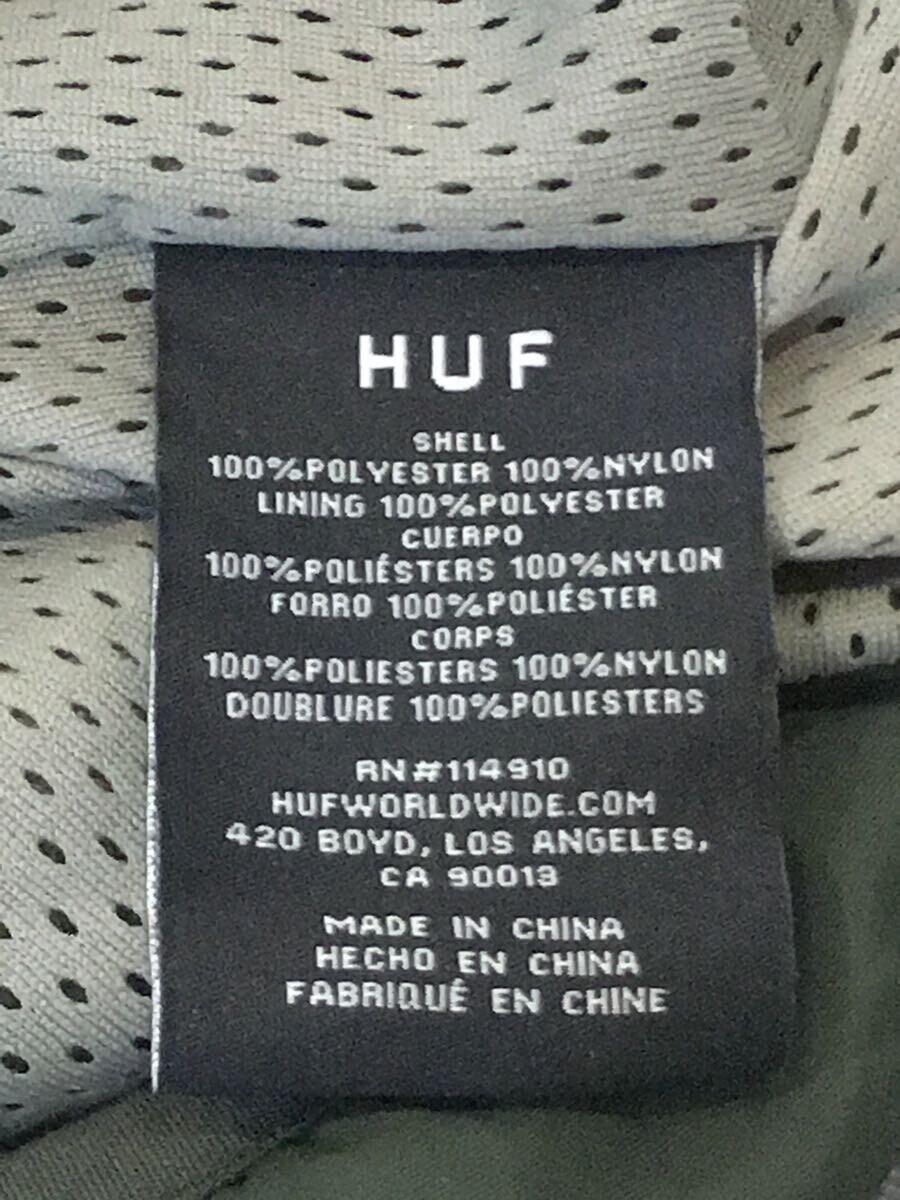 HUF
SHELL
100%POLYESTER 100%NYLON
LINING 100%POLYESTER
CUERPO
100%POLIÉSTERS 100%NYLON
FORRO 100%POLIÉSTER
CORPS
100%POLIESTERS 100%NYLON
DOUBLURE 100%POLIESTERS
RN#114910
HUFWORLDWIDE.COM
420 BOYD, LOS ANGELES,
CA 90013
MADE IN CHINA
HECHO EN CHINA
FABRIQUÉ EN CHINE